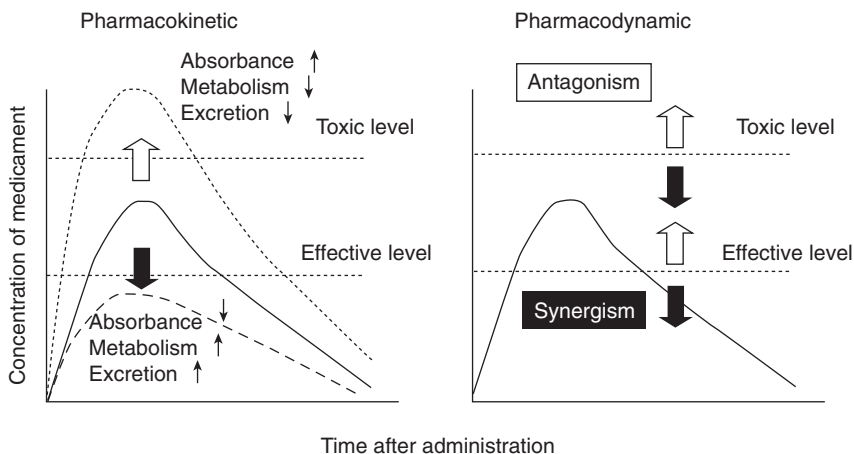 Pharmacokinetic
Absorbance ↑
Metabolism ↓
Excretion ↓
Toxic level
Effective level
Absorbance ↓
Metabolism ↑
Excretion ↑
Concentration of medicament
Pharmacodynamic
Antagonism
Toxic level
Effective level
Synergism
Time after administration